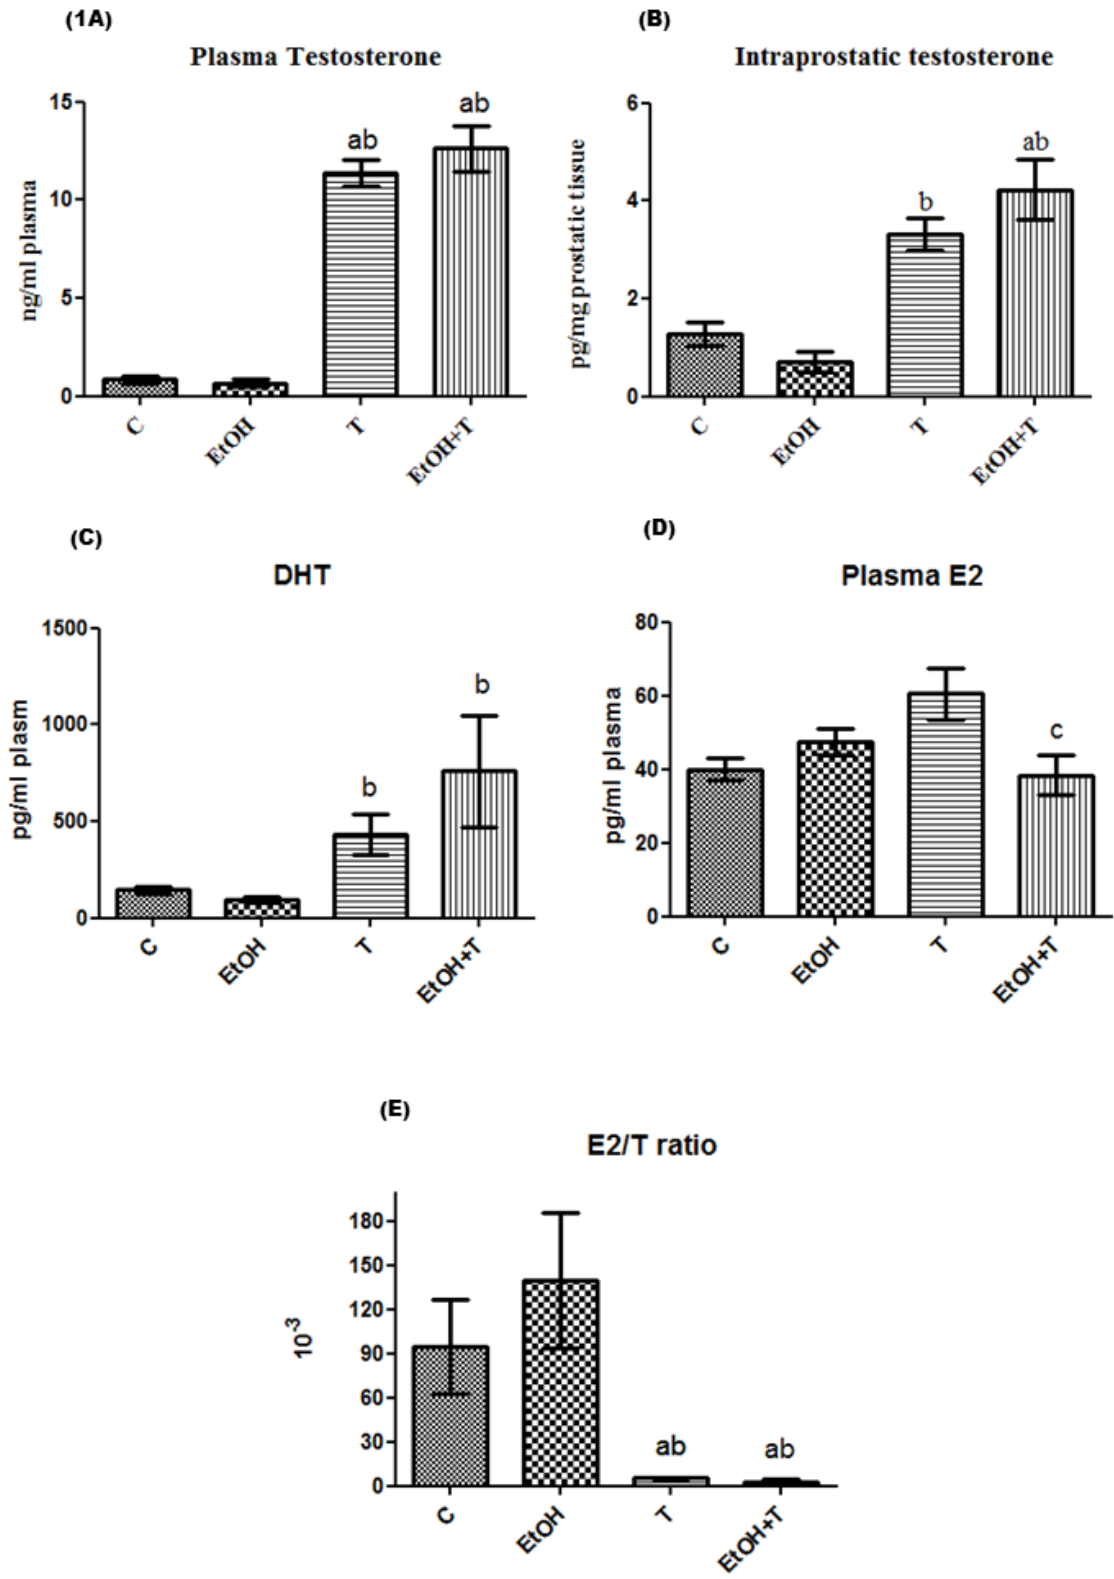 (1A)
Plasma Testosterone
ng/ml plasma
15
10
5
0
ab
ab
C
EtOH
T
EtOH+T
(B)
Intraprostatic testosterone
pg/mg prostatic tissue
6
4
2
0
b
ab
C
EtOH
T
EtOH+T
(C)
DHT
pg/ml plasm
1500
1000
500
0
b
b
C
EtOH
T
EtOH+T
(D)
Plasma E2
pg/ml plasma
80
60
40
20
0
c
C
EtOH
T
EtOH+T
(E)
E2/T ratio
10-3
180
150
120
90
60
30
0
ab
ab
C
EtOH
T
EtOH+T